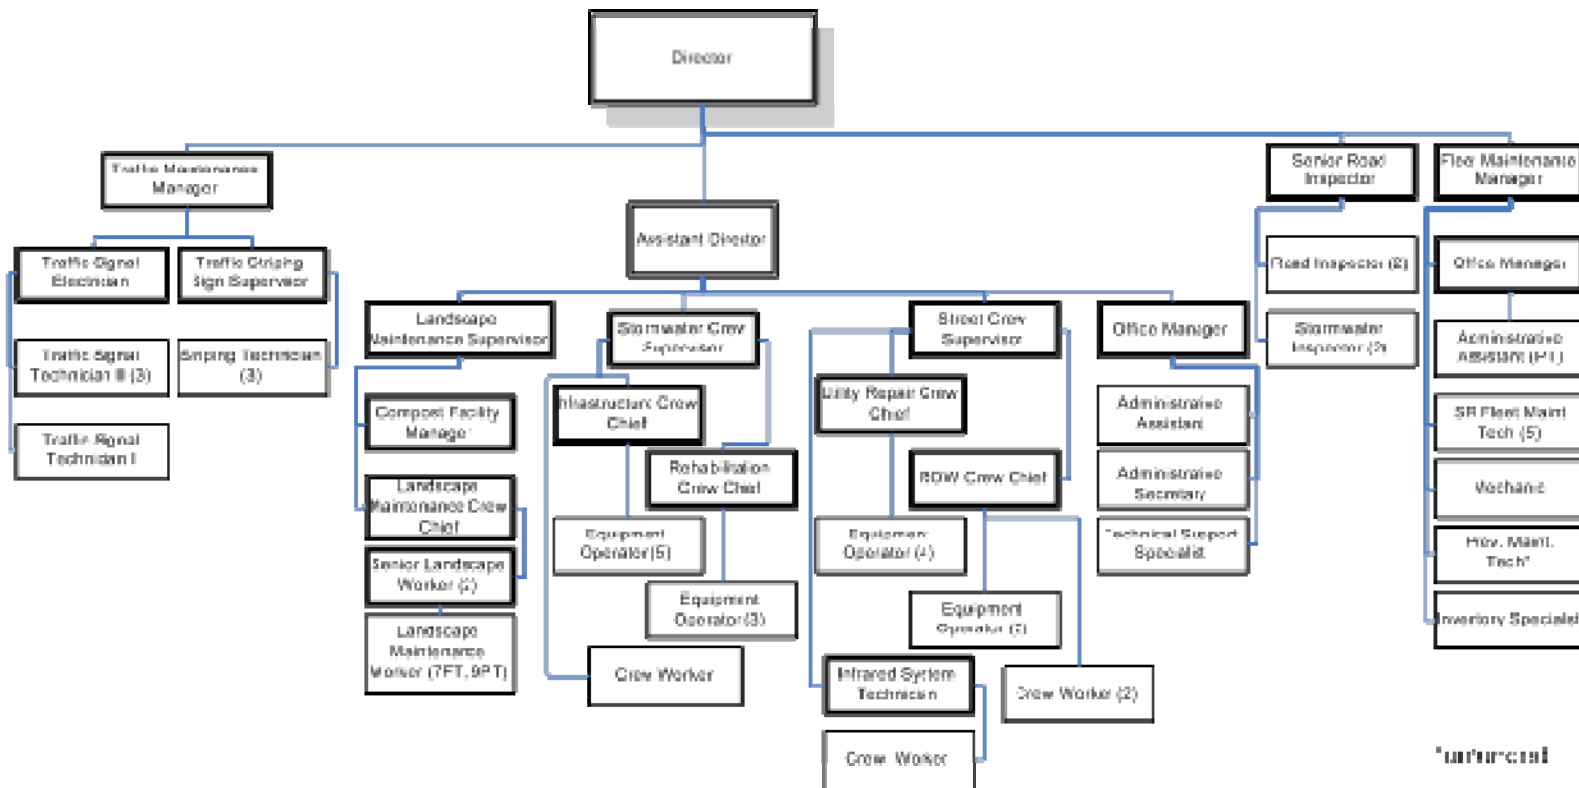 Director
Traffic Maintenance
Manager
Senior Road
Inspector
Fleet Maintenance
Manager
Assistant Director
Traffic Signal
Electrician
Traffic Striping
Sign Supervisor
Road Inspector (2)
Office Manager
Landscape
Maintenance Supervisor
Stormwater Crew
Supervisor
Street Crew
Supervisor
Office Manager
Stormwater
Inspector (2)
Administrative
Assistant (PT)
Traffic Signal
Technician III (3)
Striping Technician
(3)
Infrastructure Crew
Chief
Utility Repair Crew
Chief
Compost Facility
Manager
Administrative
Assistant
SR Fleet Maint
Tech (5)
Traffic Signal
Technician I
Rehabilitation
Crew Chief
ROW Crew Chief
Administrative
Secretary
Landscape
Maintenance Crew
Chief
Mechanic
Equipment
Operator (5)
Equipment
Operator (4)
Technical Support
Specialist
Prev. Maint.
Tech*
Senior Landscape
Worker (2)
Equipment
Operator (3)
Equipment
Operator
Inventory Specialist
Landscape
Maintenance
Worker (7FT, 9PT)
Crew Worker
Infrared System
Technician
Crew Worker (2)
Crew Worker